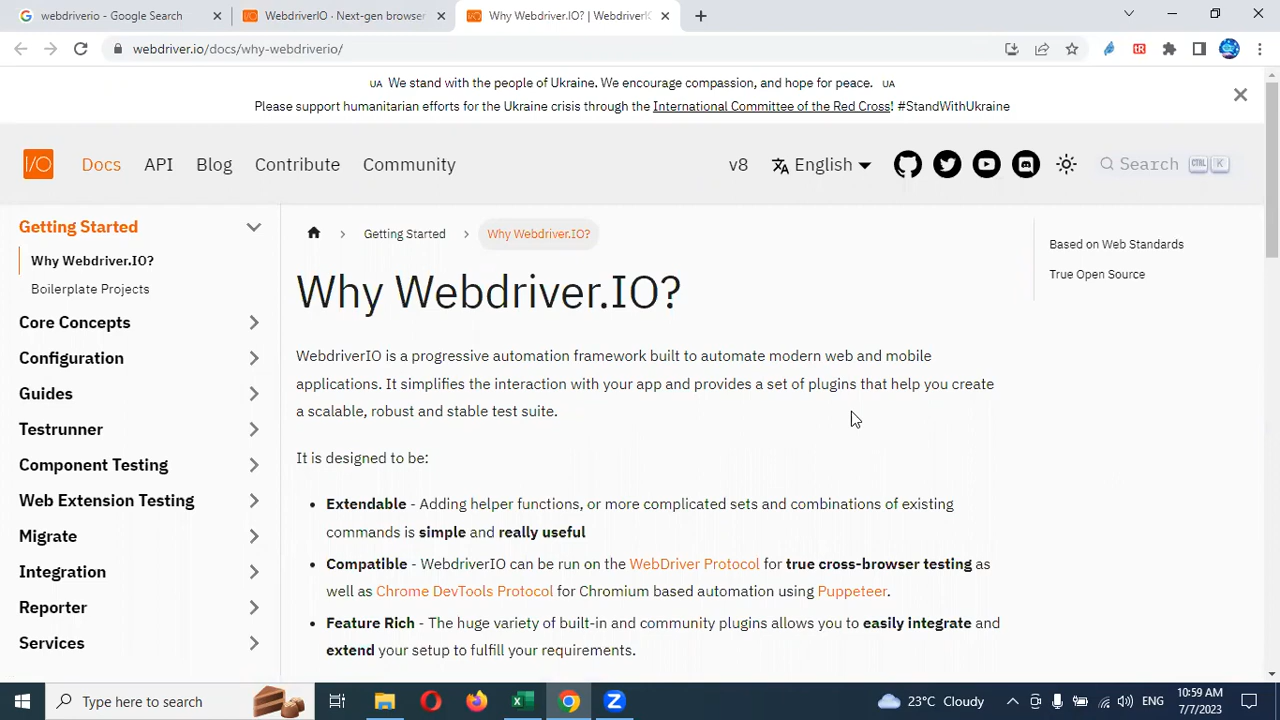 webdriverio - Google Search
WebdriverIO · Next-gen browser
Why Webdriver.IO? | WebdriverIO
webdriver.io/docs/why-webdriverio/
UA We stand with the people of Ukraine. We encourage compassion, and hope for peace. UA
Please support humanitarian efforts for the Ukraine crisis through the International Committee of the Red Cross! #StandWithUkraine
I/O Docs API Blog Contribute Community v8 English Search CTRL K
Getting Started
Why Webdriver.IO?
Boilerplate Projects
Core Concepts
Configuration
Guides
Testrunner
Component Testing
Web Extension Testing
Migrate
Integration
Reporter
Services
Getting Started > Why Webdriver.IO?
Why Webdriver.IO?
WebdriverIO is a progressive automation framework built to automate modern web and mobile
applications. It simplifies the interaction with your app and provides a set of plugins that help you create
a scalable, robust and stable test suite.
It is designed to be:
• Extendable - Adding helper functions, or more complicated sets and combinations of existing
commands is simple and really useful
• Compatible - WebdriverIO can be run on the WebDriver Protocol for true cross-browser testing as
well as Chrome DevTools Protocol for Chromium based automation using Puppeteer.
• Feature Rich - The huge variety of built-in and community plugins allows you to easily integrate and
extend your setup to fulfill your requirements.
Based on Web Standards
True Open Source
Type here to search
23°C Cloudy
ENG
10:59 AM
7/7/2023